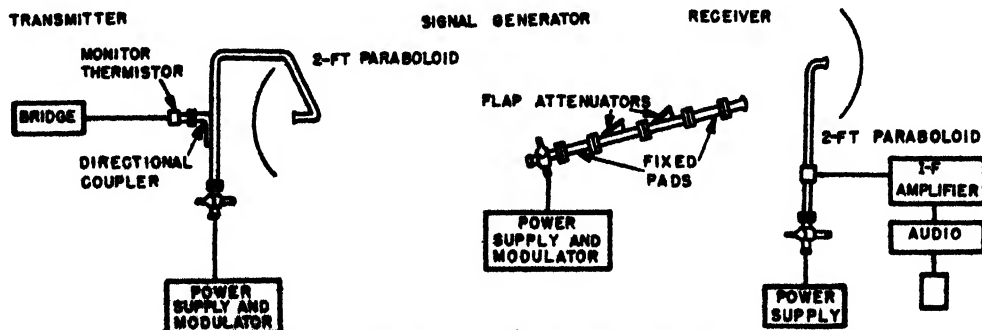 TRANSMITTER
MONITOR
THERMISTOR
2-FT PARABOLOID
BRIDGE
DIRECTIONAL
COUPLER
POWER
SUPPLY AND
MODULATOR
SIGNAL GENERATOR
FLAP ATTENUATORS
FIXED
PADS
POWER
SUPPLY AND
MODULATOR
RECEIVER
2-FT PARABOLOID
I-F
AMPLIFIER
AUDIO
POWER
SUPPLY